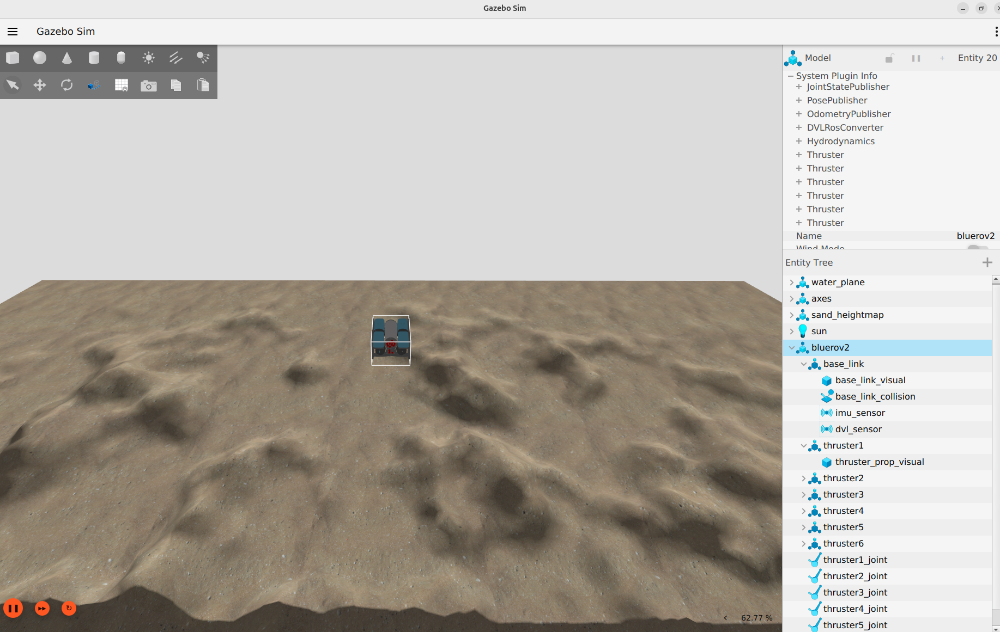 Gazebo Sim
Gazebo Sim
Model
Entity 20
System Plugin Info
JointStatePublisher
PosePublisher
OdometryPublisher
DVLRosConverter
Hydrodynamics
Thruster
Thruster
Thruster
Thruster
Thruster
Thruster
Name bluerov2
Wind Mode
Entity Tree
water_plane
axes
sand_heightmap
sun
bluerov2
base_link
base_link_visual
base_link_collision
imu_sensor
dvl_sensor
thruster1
thruster_prop_visual
thruster2
thruster3
thruster4
thruster5
thruster6
thruster1_joint
thruster2_joint
thruster3_joint
thruster4_joint
thruster5_joint
62.77 %